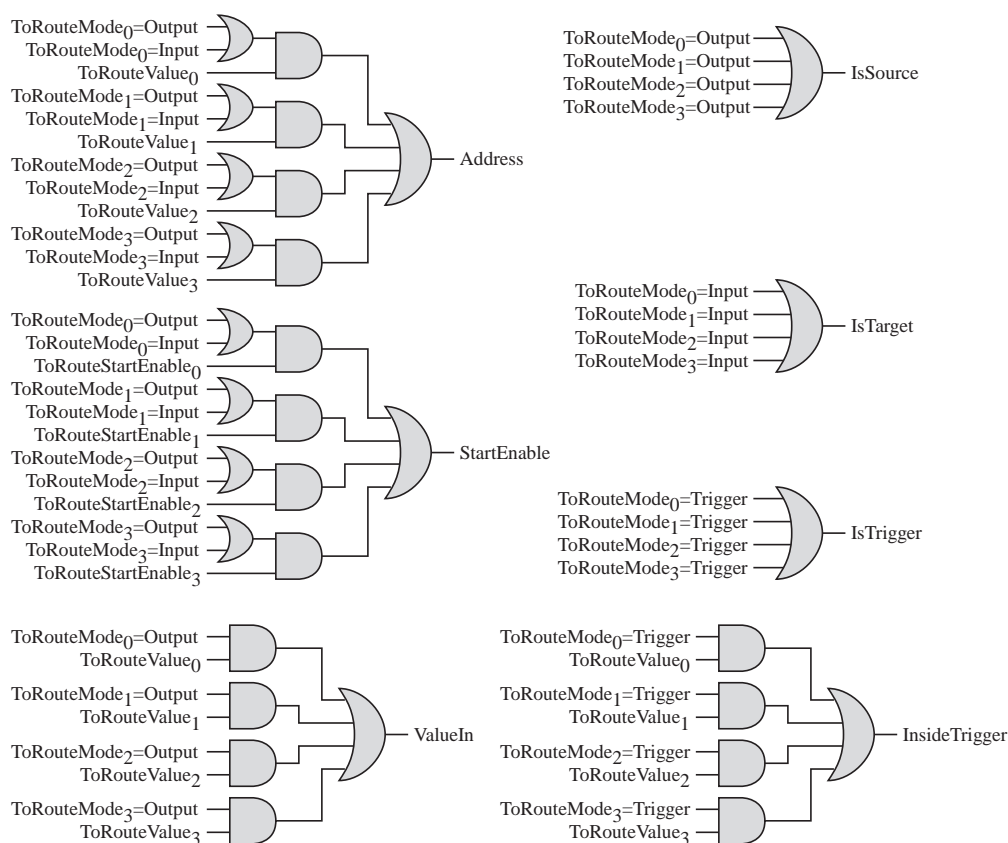 ToRouteMode0=Output
ToRouteMode0=Input
ToRouteValue0
ToRouteMode1=Output
ToRouteMode1=Input
ToRouteValue1
ToRouteMode2=Output
ToRouteMode2=Input
ToRouteValue2
ToRouteMode3=Output
ToRouteMode3=Input
ToRouteValue3
Address
ToRouteMode0=Output
ToRouteMode1=Output
ToRouteMode2=Output
ToRouteMode3=Output
IsSource
ToRouteMode0=Input
ToRouteMode1=Input
ToRouteMode2=Input
ToRouteMode3=Input
IsTarget
ToRouteMode0=Output
ToRouteMode0=Input
ToRouteStartEnable0
ToRouteMode1=Output
ToRouteMode1=Input
ToRouteStartEnable1
ToRouteMode2=Output
ToRouteMode2=Input
ToRouteStartEnable2
ToRouteMode3=Output
ToRouteMode3=Input
ToRouteStartEnable3
StartEnable
ToRouteMode0=Trigger
ToRouteMode1=Trigger
ToRouteMode2=Trigger
ToRouteMode3=Trigger
IsTrigger
ToRouteMode0=Output
ToRouteValue0
ToRouteMode1=Output
ToRouteValue1
ToRouteMode2=Output
ToRouteValue2
ToRouteMode3=Output
ToRouteValue3
ValueIn
ToRouteMode0=Trigger
ToRouteValue0
ToRouteMode1=Trigger
ToRouteValue1
ToRouteMode2=Trigger
ToRouteValue2
ToRouteMode3=Trigger
ToRouteValue3
InsideTrigger